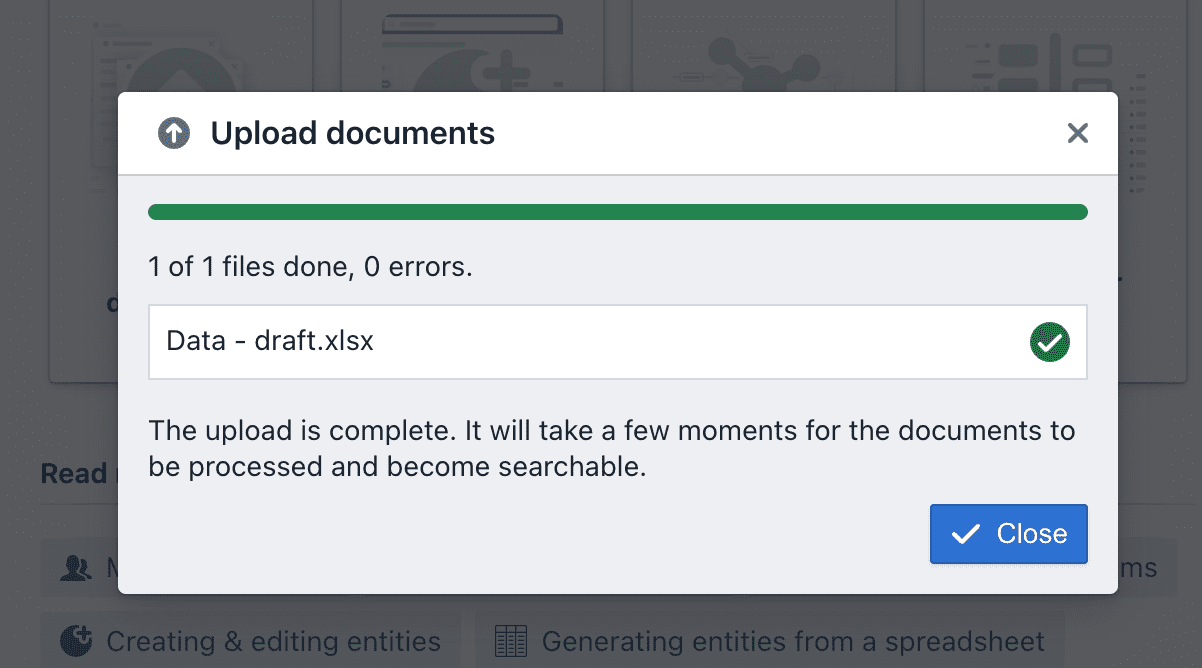 Upload documents
1 of 1 files done, 0 errors.
Data - draft.xlsx
The upload is complete. It will take a few moments for the documents to
be processed and become searchable.
Close
Read
Creating & editing entities
Generating entities from a spreadsheet